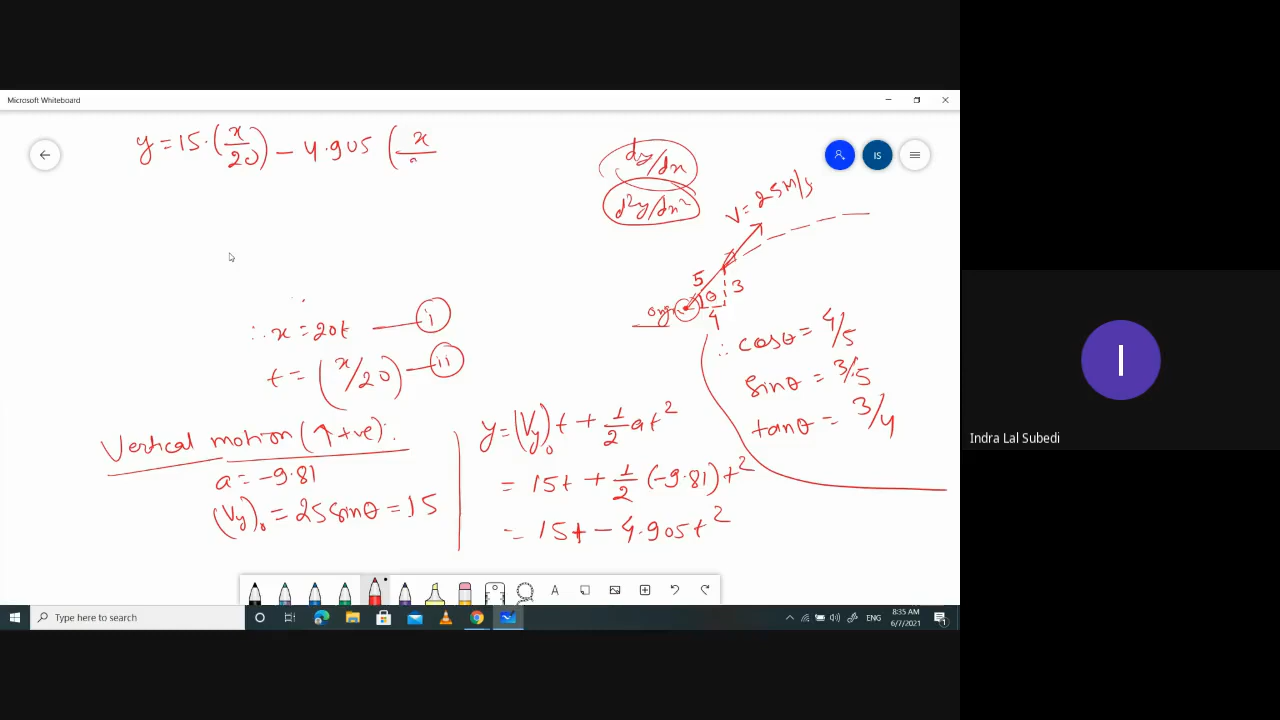 Microsoft Whiteboard
y = 15.(x/20) - 4.905 (x
dy/dx
d²y/dx²
IS
V = 25 m/s
5
θ
3
4
∴ x = 20t — i
t = (x/20) — ii
∴ cosθ = 4/5
sinθ = 3/5
tanθ = 3/4
Vertical motion (↑ +ve):
a = -9.81
(Vy)₀ = 25 sinθ = 15
y = (Vy)₀ t + 1/2 at²
= 15t + 1/2 (-9.81) t²
= 15t - 4.905t²
I
Indra Lal Subedi
Type here to search
ENG
8:35 AM
6/7/2021